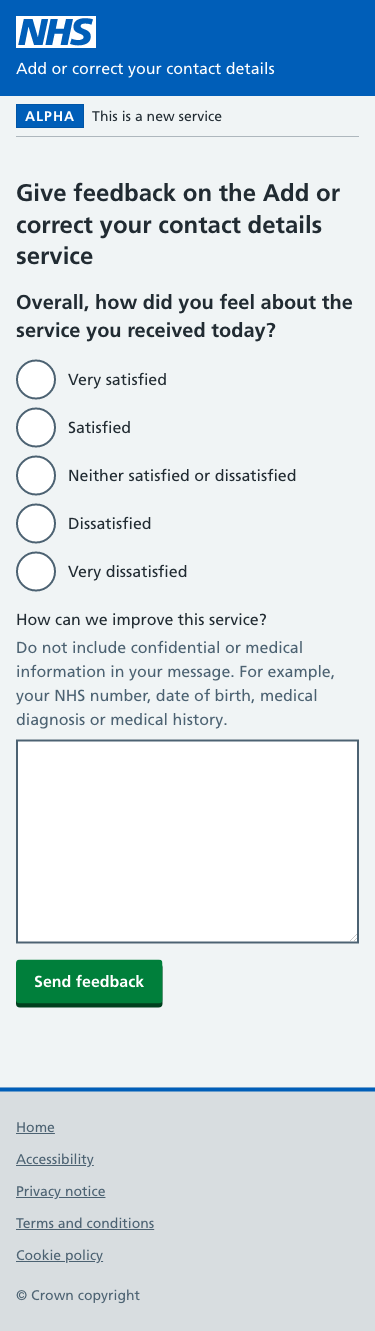 NHS
Add or correct your contact details
ALPHA This is a new service
Give feedback on the Add or
correct your contact details
service
Overall, how did you feel about the
service you received today?
Very satisfied
Satisfied
Neither satisfied or dissatisfied
Dissatisfied
Very dissatisfied
How can we improve this service?
Do not include confidential or medical
information in your message. For example,
your NHS number, date of birth, medical
diagnosis or medical history.
Send feedback
Home
Accessibility
Privacy notice
Terms and conditions
Cookie policy
© Crown copyright